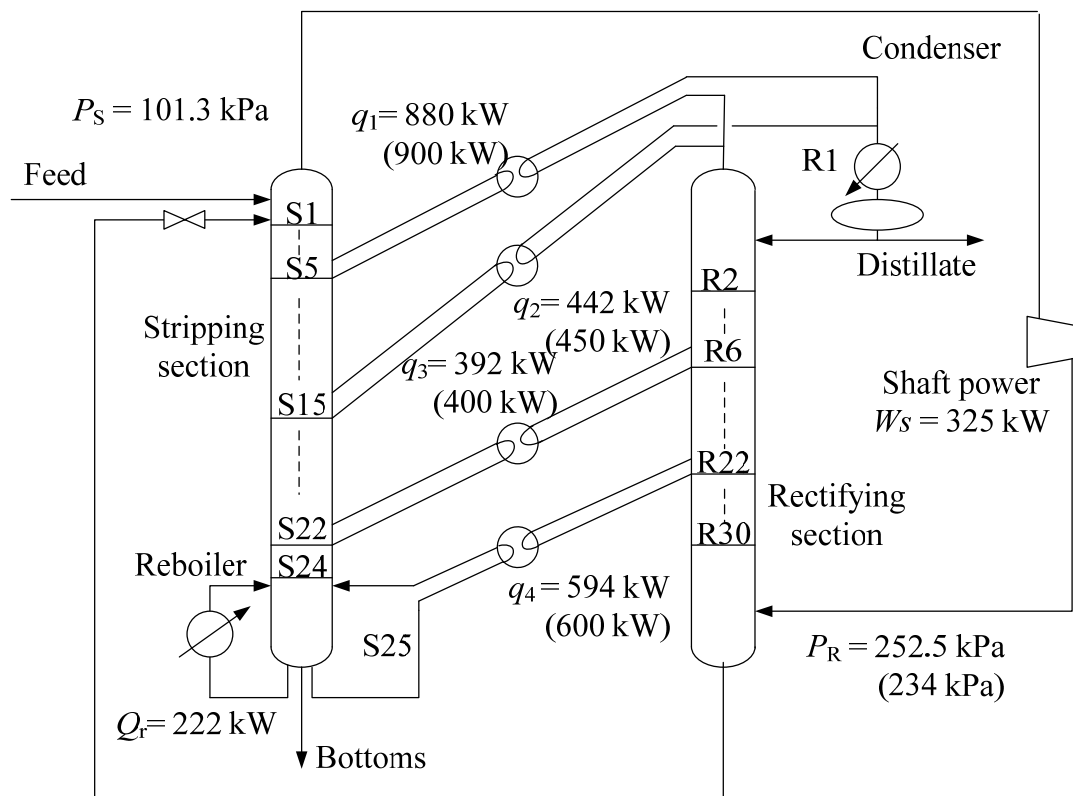 Condenser
P_S = 101.3 kPa
q_1= 880 kW
(900 kW)
R1
Feed
S1
S5
Distillate
R2
q_2= 442 kW
(450 kW)
Stripping
section
R6
q_3= 392 kW
(400 kW)
Shaft power
Ws = 325 kW
S15
R22
Rectifying
section
S22
R30
Reboiler
S24
q_4= 594 kW
(600 kW)
S25
P_R = 252.5 kPa
(234 kPa)
Q_r= 222 kW
Bottoms